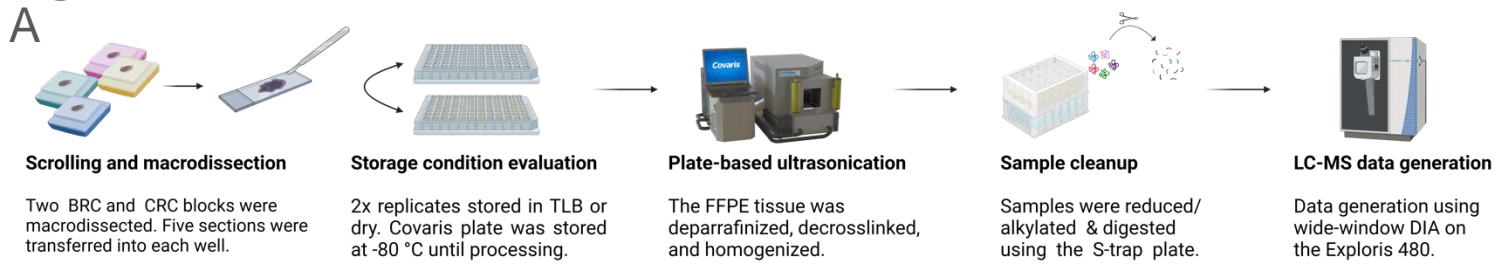 A
Covaris
Scrolling and macrodissection
Two BRC and CRC blocks were
macrodissected. Five sections were
transferred into each well.
Storage condition evaluation
2x replicates stored in TLB or
dry. Covaris plate was stored
at -80 °C until processing.
Plate-based ultrasonication
The FFPE tissue was
deparrafinized, decrosslinked,
and homogenized.
Sample cleanup
Samples were reduced/
alkylated & digested
using the S-trap plate.
LC-MS data generation
Data generation using
wide-window DIA on
the Exploris 480.